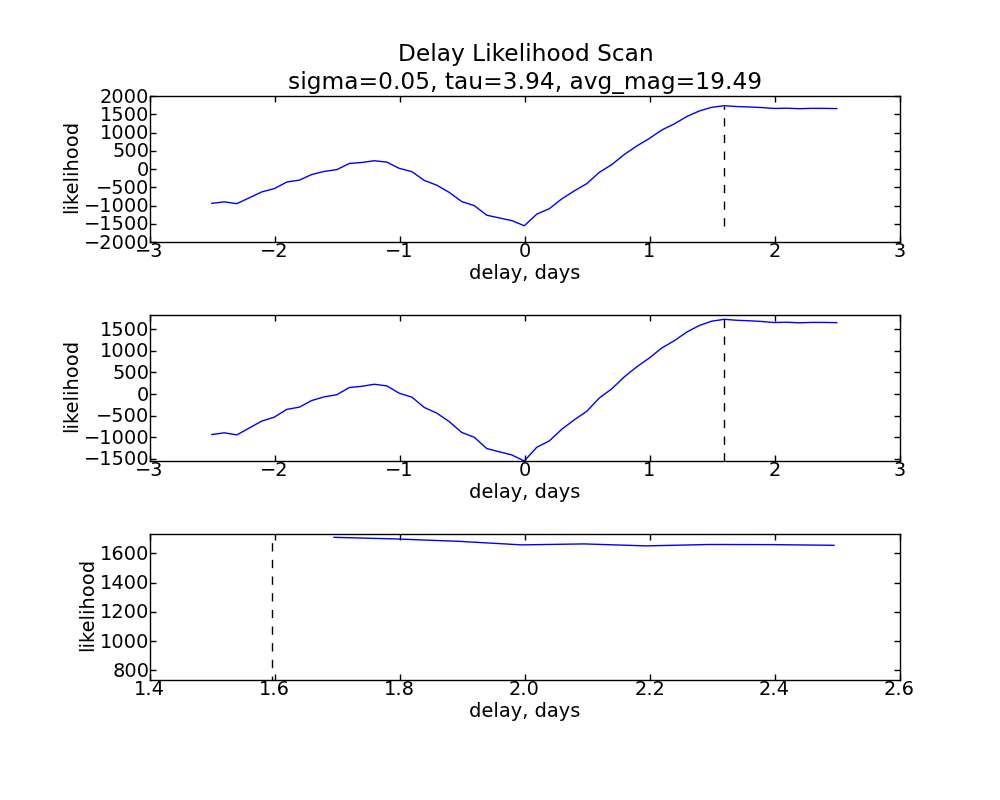 Delay Likelihood Scan
sigma=0.05, tau=3.94, avg_mag=19.49
2000
1500
1000
500
0
−500
−1000
−1500
−2000
likelihood
−3 −2 −1 0 1 2 3
delay, days
1500
1000
500
0
−500
−1000
−1500
likelihood
−3 −2 −1 0 1 2 3
delay, days
1600
1400
1200
1000
800
likelihood
1.4 1.6 1.8 2.0 2.2 2.4 2.6
delay, days